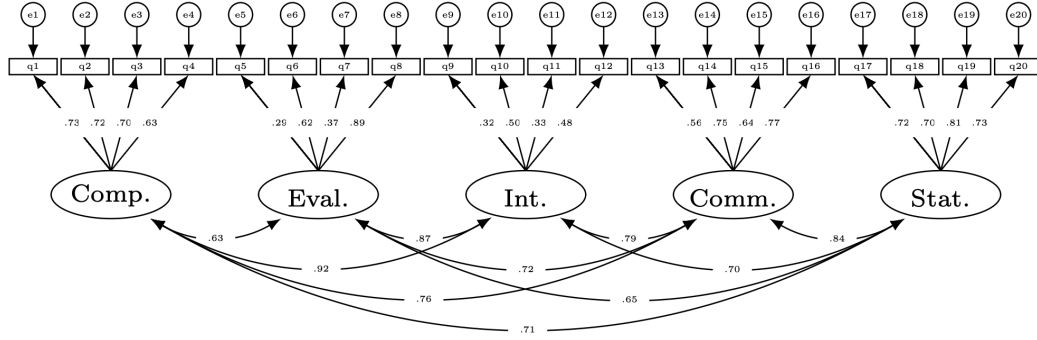 e1 e2 e3 e4 e5 e6 e7 e8 e9 e10 e11 e12 e13 e14 e15 e16 e17 e18 e19 e20
q1 q2 q3 q4 q5 q6 q7 q8 q9 q10 q11 q12 q13 q14 q15 q16 q17 q18 q19 q20
.73 .72 .70 .63 .29 .62 .37 .89 .32 .50 .33 .48 .56 .75 .64 .77 .72 .70 .81 .73
Comp. Eval. Int. Comm. Stat.
.63 .87 .79 .84
.92 .72 .70
.76 .65
.71